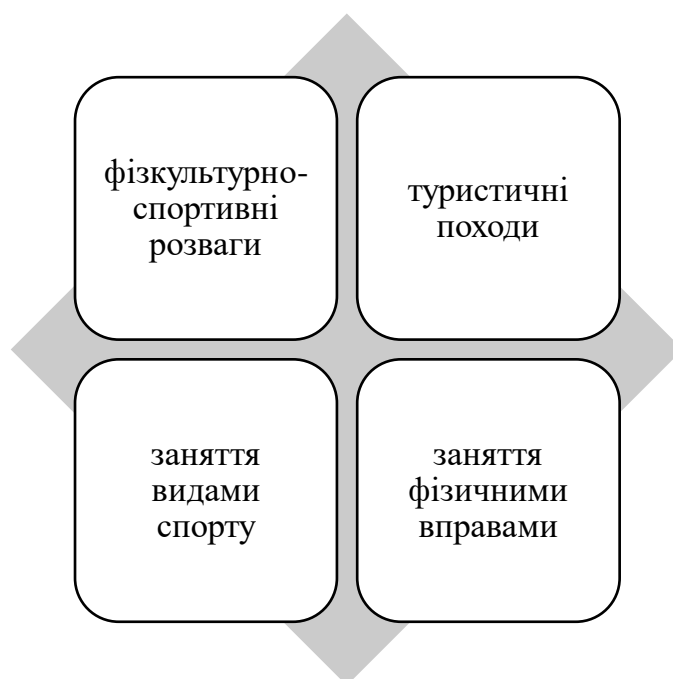 фізкультурно-
спортивні
розваги
туристичні
походи
заняття
видами
спорту
заняття
фізичними
вправами